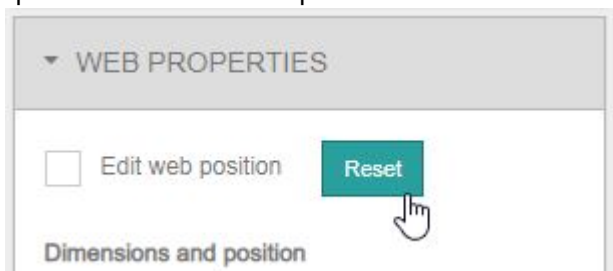 WEB PROPERTIES
Edit web position Reset
Dimensions and position